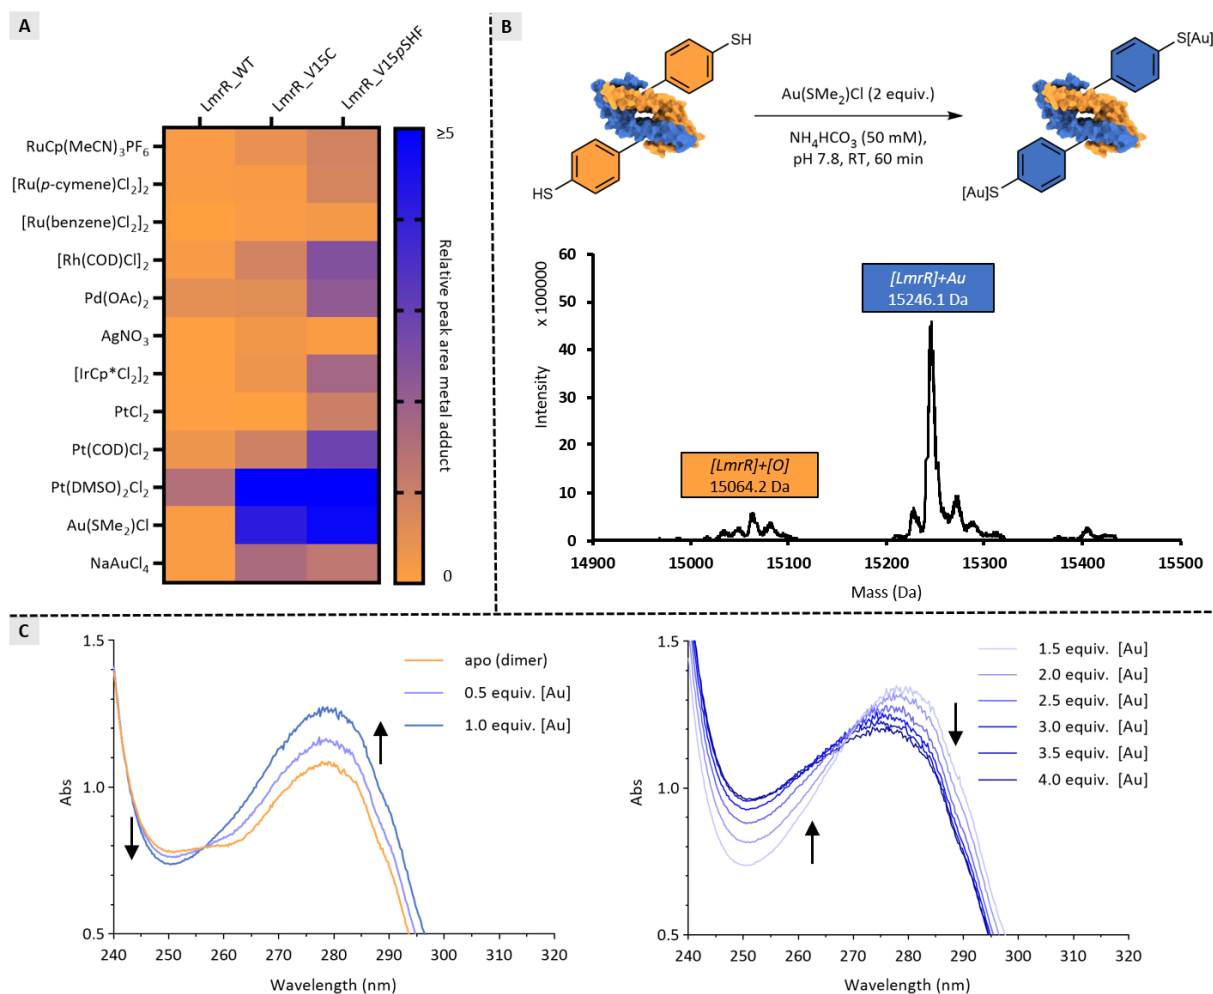 A
LmrR_WT
LmrR_V15C
LmrR_V15pSHF
RuCp(MeCN)₃PF₆
[Ru(p-cymene)Cl₂]₂
[Ru(benzene)Cl₂]₂
[Rh(COD)Cl]₂
Pd(OAc)₂
AgNO₃
[IrCp*Cl₂]₂
PtCl₂
Pt(COD)Cl₂
Pt(DMSO)₂Cl₂
Au(SMe₂)Cl
NaAuCl₄
≥5
0
Relative peak area metal adduct
B
SH
HS
Au(SMe₂)Cl (2 equiv.)
NH₄HCO₃ (50 mM),
pH 7.8, RT, 60 min
S[Au]
[Au]S
x 100000
Intensity
60
50
40
30
20
10
0
[LmrR]+[O]
15064.2 Da
[LmrR]+Au
15246.1 Da
14900 15000 15100 15200 15300 15400 15500
Mass (Da)
C
Abs
1.5
1.0
0.5
apo (dimer)
0.5 equiv. [Au]
1.0 equiv. [Au]
240 250 260 270 280 290 300 310 320
Wavelength (nm)
Abs
1.5
1.0
0.5
1.5 equiv. [Au]
2.0 equiv. [Au]
2.5 equiv. [Au]
3.0 equiv. [Au]
3.5 equiv. [Au]
4.0 equiv. [Au]
240 250 260 270 280 290 300 310 320
Wavelength (nm)